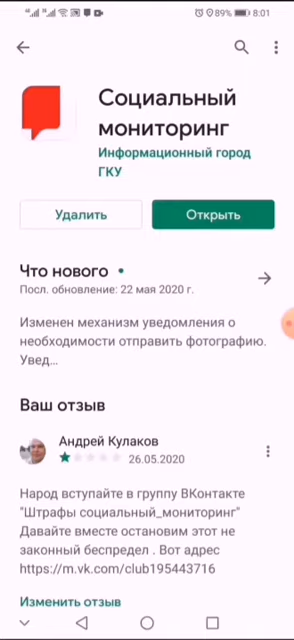 89% 8:01
Социальный
мониторинг
Информационный город
ГКУ
Удалить
Открыть
Что нового
Посл. обновление: 22 мая 2020 г.
Изменен механизм уведомления о
необходимости отправить фотографию.
Увед...
Ваш отзыв
Андрей Кулаков
26.05.2020
Народ вступайте в группу ВКонтакте
"Штрафы социальный_мониторинг"
Давайте вместе остановим этот не
законный беспредел . Вот адрес
https://m.vk.com/club195443716
Изменить отзыв